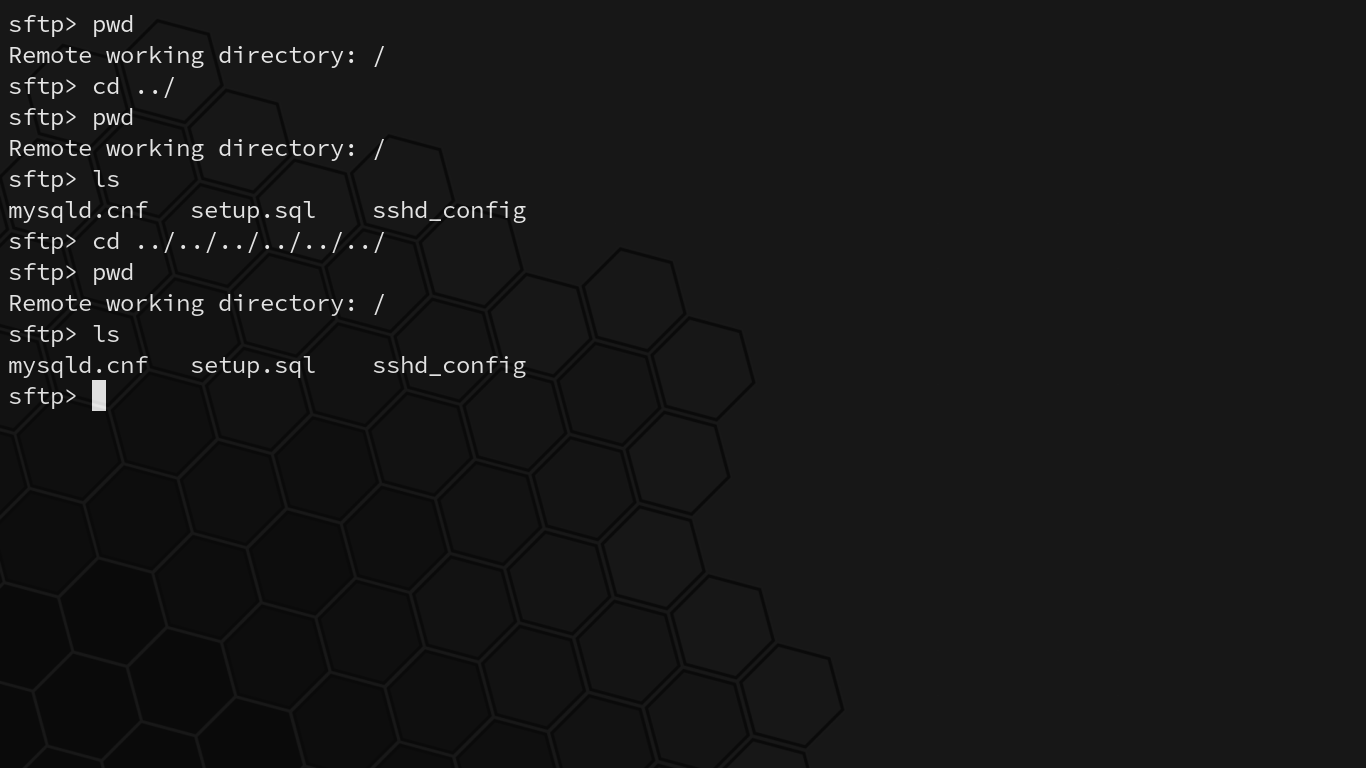 sftp> pwd
Remote working directory: /
sftp> cd ../
sftp> pwd
Remote working directory: /
sftp> ls
mysqld.cnf   setup.sql    sshd_config
sftp> cd ../../../../../../
sftp> pwd
Remote working directory: /
sftp> ls
mysqld.cnf   setup.sql    sshd_config
sftp>